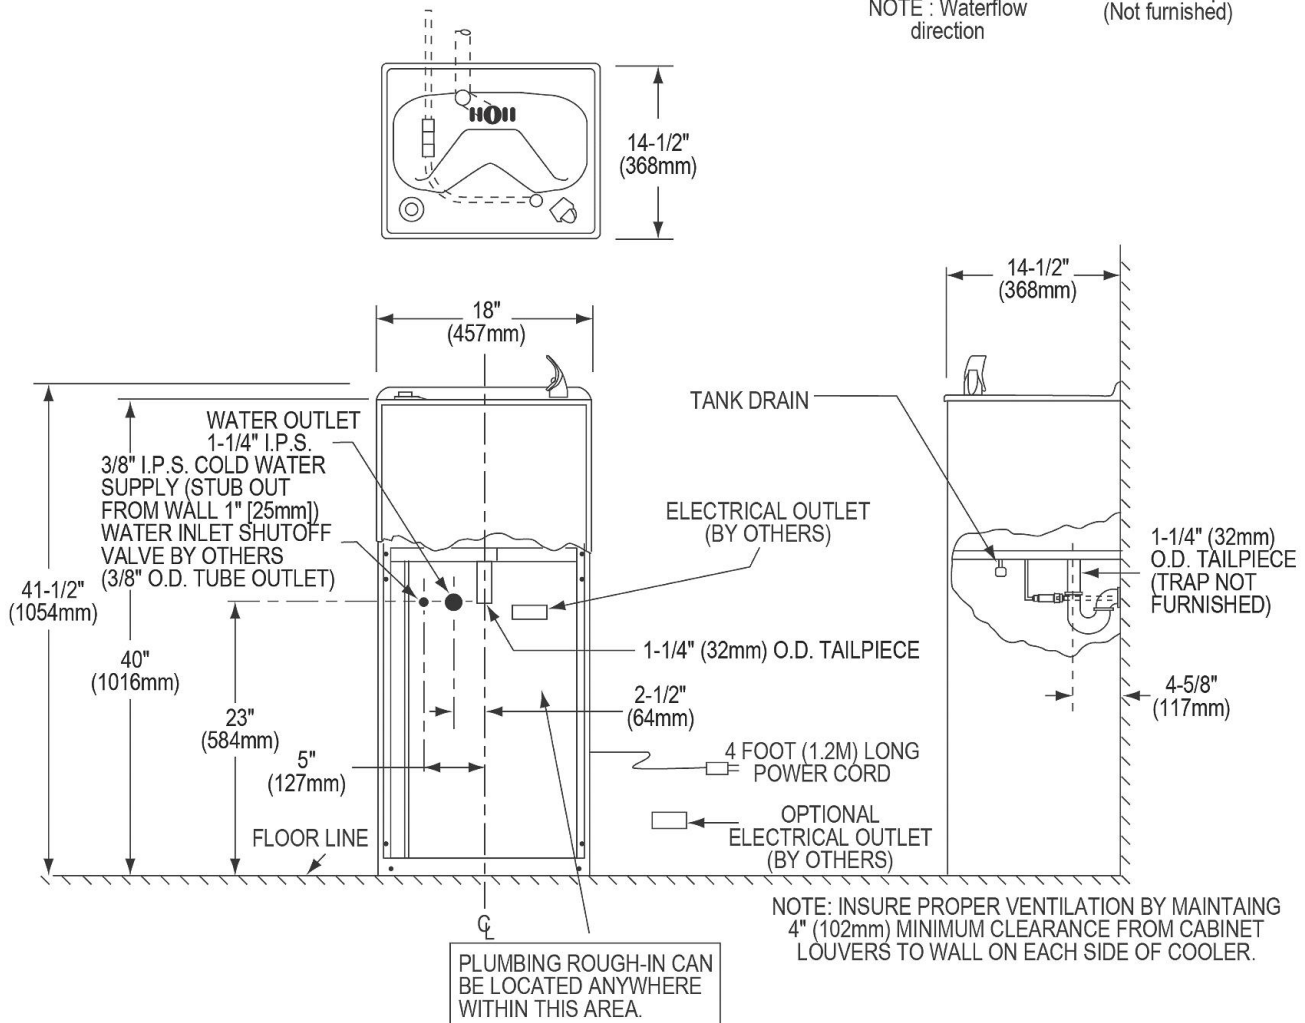 NOTE : Waterflow
direction
(Not furnished)
14-1/2"
(368mm)
14-1/2"
(368mm)
18"
(457mm)
WATER OUTLET
1-1/4" I.P.S.
3/8" I.P.S. COLD WATER
SUPPLY (STUB OUT
FROM WALL 1" [25mm])
WATER INLET SHUTOFF
VALVE BY OTHERS
(3/8" O.D. TUBE OUTLET)
TANK DRAIN
ELECTRICAL OUTLET
(BY OTHERS)
1-1/4" (32mm)
O.D. TAILPIECE
(TRAP NOT
FURNISHED)
41-1/2"
(1054mm)
40"
(1016mm)
23"
(584mm)
5"
(127mm)
1-1/4" (32mm) O.D. TAILPIECE
2-1/2"
(64mm)
4-5/8"
(117mm)
4 FOOT (1.2M) LONG
POWER CORD
OPTIONAL
ELECTRICAL OUTLET
(BY OTHERS)
FLOOR LINE
CL
NOTE: INSURE PROPER VENTILATION BY MAINTAING
4" (102mm) MINIMUM CLEARANCE FROM CABINET
LOUVERS TO WALL ON EACH SIDE OF COOLER.
PLUMBING ROUGH-IN CAN
BE LOCATED ANYWHERE
WITHIN THIS AREA.